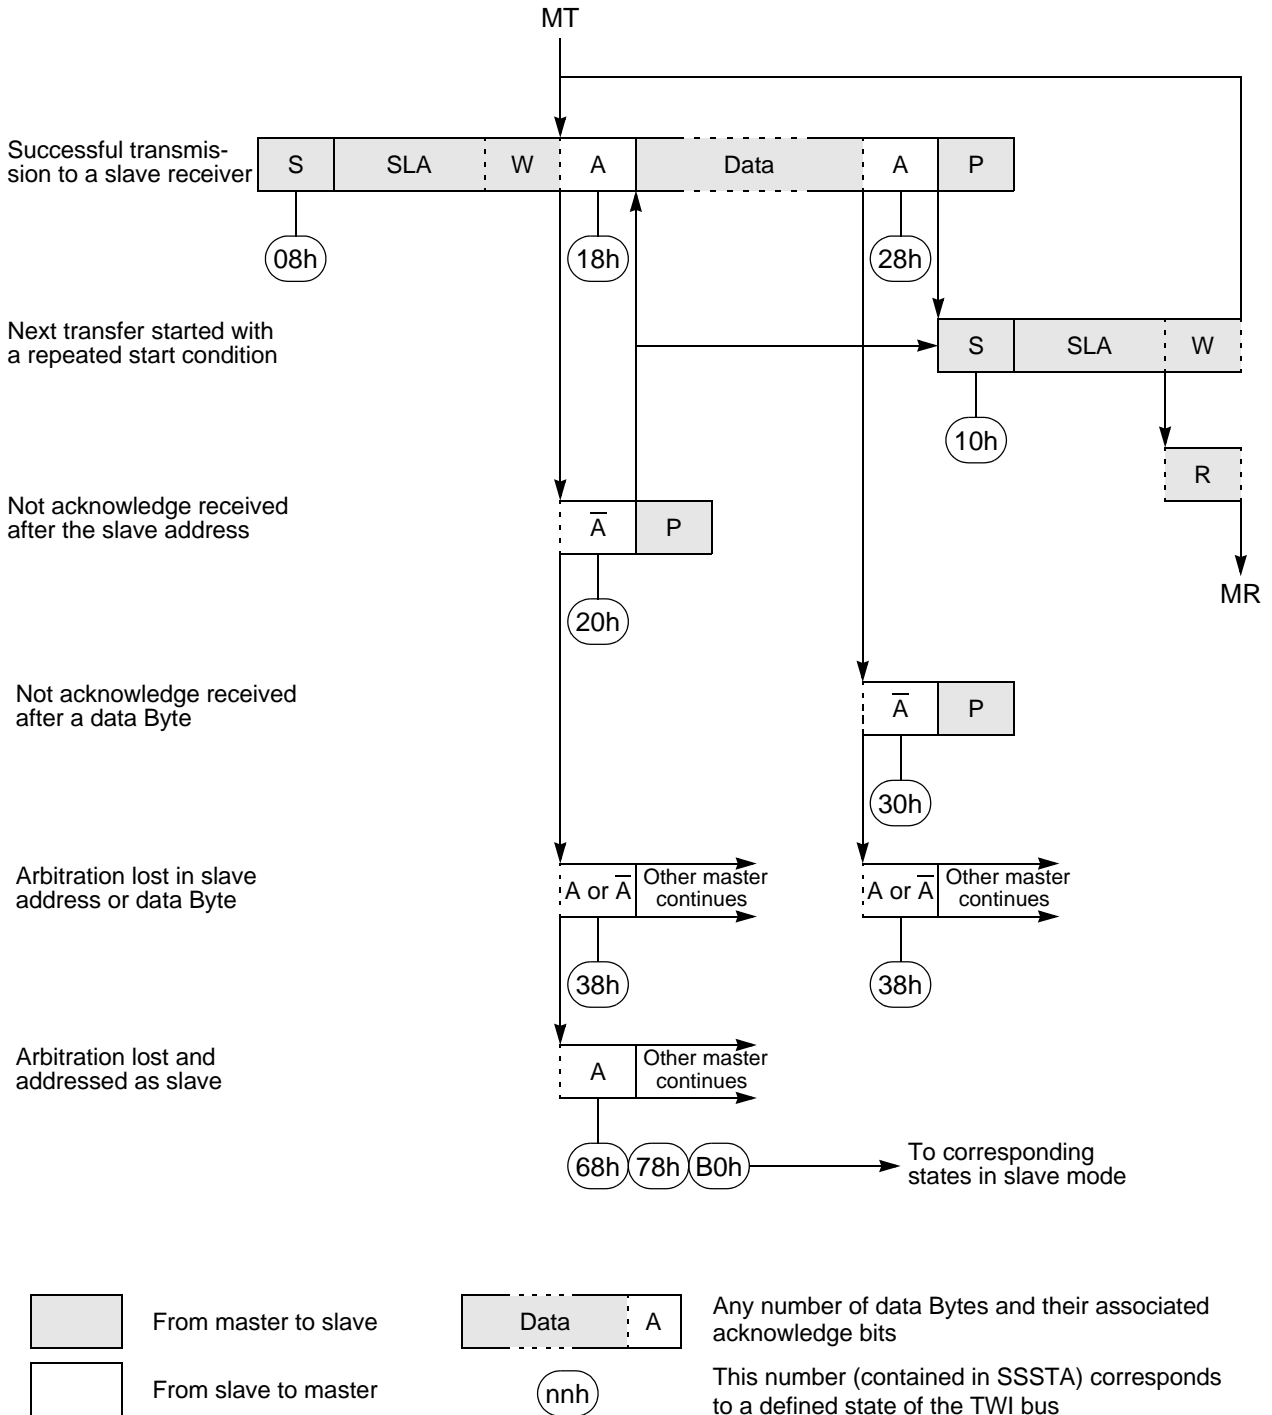 MT
Successful transmis-
sion to a slave receiver
S SLA W A Data A P
08h 18h 28h
Next transfer started with
a repeated start condition
S SLA W
10h
R
MR
Not acknowledge received
after the slave address
A̅ P
20h
Not acknowledge received
after a data Byte
A̅ P
30h
Arbitration lost in slave
address or data Byte
A or A̅ Other master
continues
A or A̅ Other master
continues
38h 38h
Arbitration lost and
addressed as slave
A Other master
continues
68h 78h B0h
To corresponding
states in slave mode
From master to slave
Data A
Any number of data Bytes and their associated
acknowledge bits
From slave to master
nnh
This number (contained in SSSTA) corresponds
to a defined state of the TWI bus